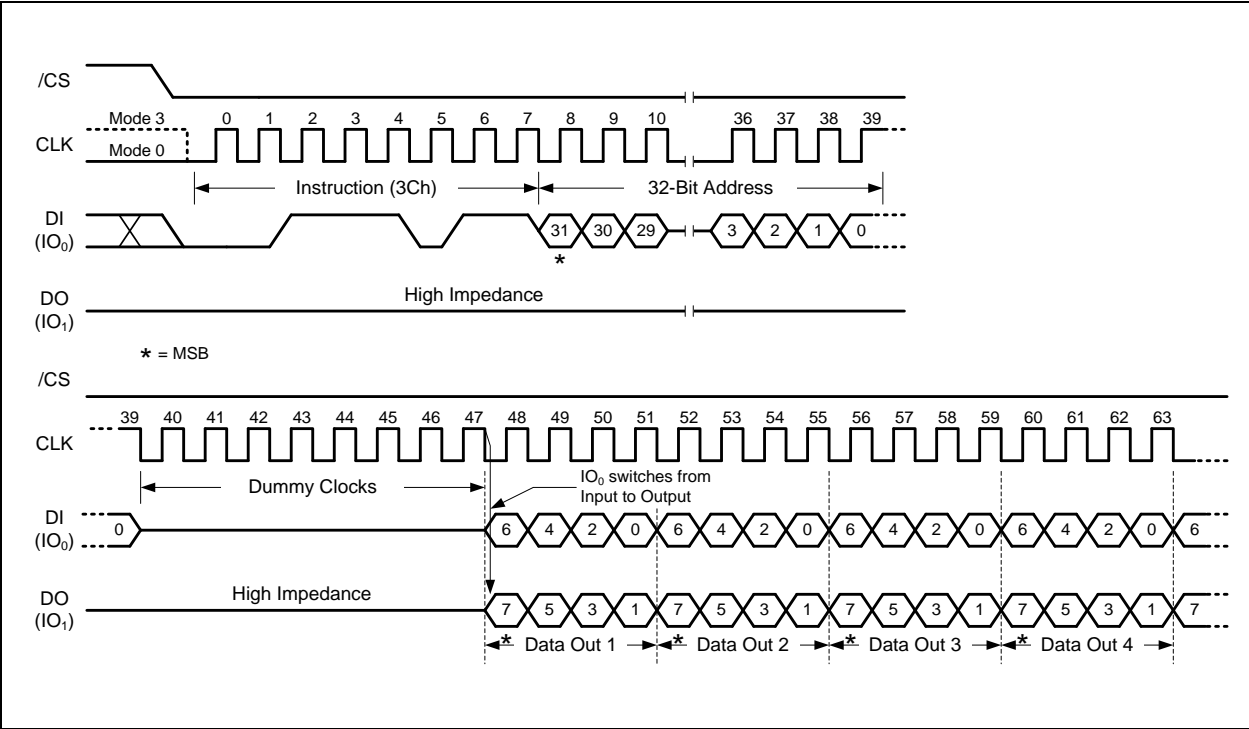 /CS
Mode 3 0 1 2 3 4 5 6 7 8 9 10 36 37 38 39
CLK
Mode 0
Instruction (3Ch) 32-Bit Address
DI
(IO₀)
31 30 29 3 2 1 0
*
High Impedance
DO
(IO₁)
* = MSB
/CS
39 40 41 42 43 44 45 46 47 48 49 50 51 52 53 54 55 56 57 58 59 60 61 62 63
CLK
Dummy Clocks
IO₀ switches from
Input to Output
DI
(IO₀)
0 6 4 2 0 6 4 2 0 6 4 2 0 6 4 2 0 6
High Impedance
DO
(IO₁)
7 5 3 1 7 5 3 1 7 5 3 1 7 5 3 1 7
* Data Out 1 * Data Out 2 * Data Out 3 * Data Out 4